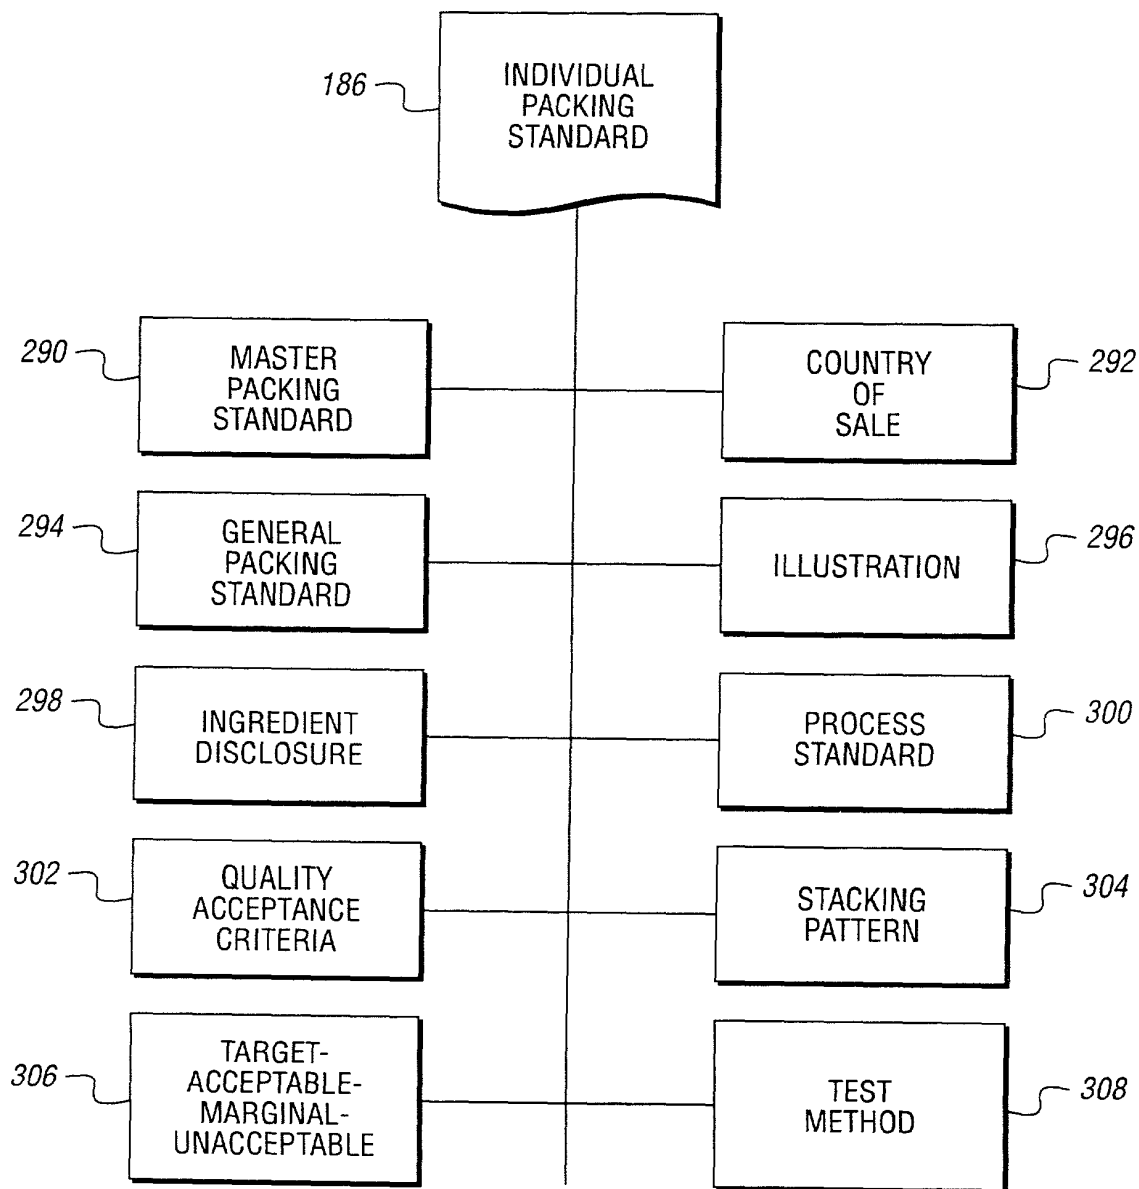 186
INDIVIDUAL
PACKING
STANDARD
290
MASTER
PACKING
STANDARD
COUNTRY
OF
SALE
292
294
GENERAL
PACKING
STANDARD
ILLUSTRATION
296
298
INGREDIENT
DISCLOSURE
PROCESS
STANDARD
300
302
QUALITY
ACCEPTANCE
CRITERIA
STACKING
PATTERN
304
306
TARGET-
ACCEPTABLE-
MARGINAL-
UNACCEPTABLE
TEST
METHOD
308